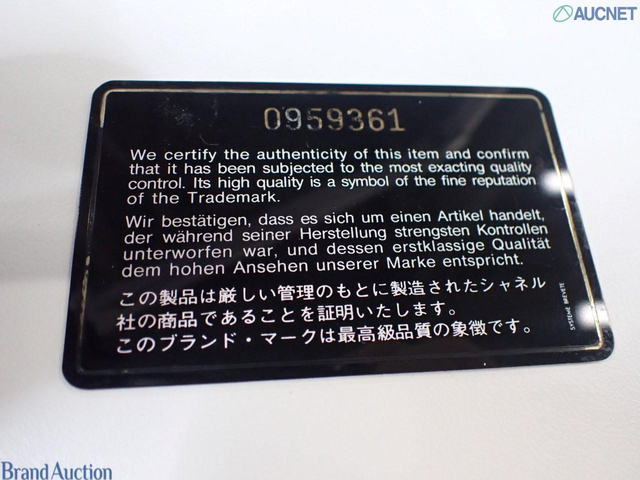 AUCNET
0959361
We certify the authenticity of this item and confirm
that it has been subjected to the most exacting quality
control. Its high quality is a symbol of the fine reputation
of the Trademark.
Wir bestätigen, dass es sich um einen Artikel handelt,
der während seiner Herstellung strengsten Kontrollen
unterworfen war, und dessen erstklassige Qualität
dem hohen Ansehen unserer Marke entspricht.
この製品は厳しい管理のもとに製造されたシャネル
社の商品であることを証明いたします。
このブランド・マークは最高級品質の象徴です。
SYSTEME BREVETE
Brand Auction